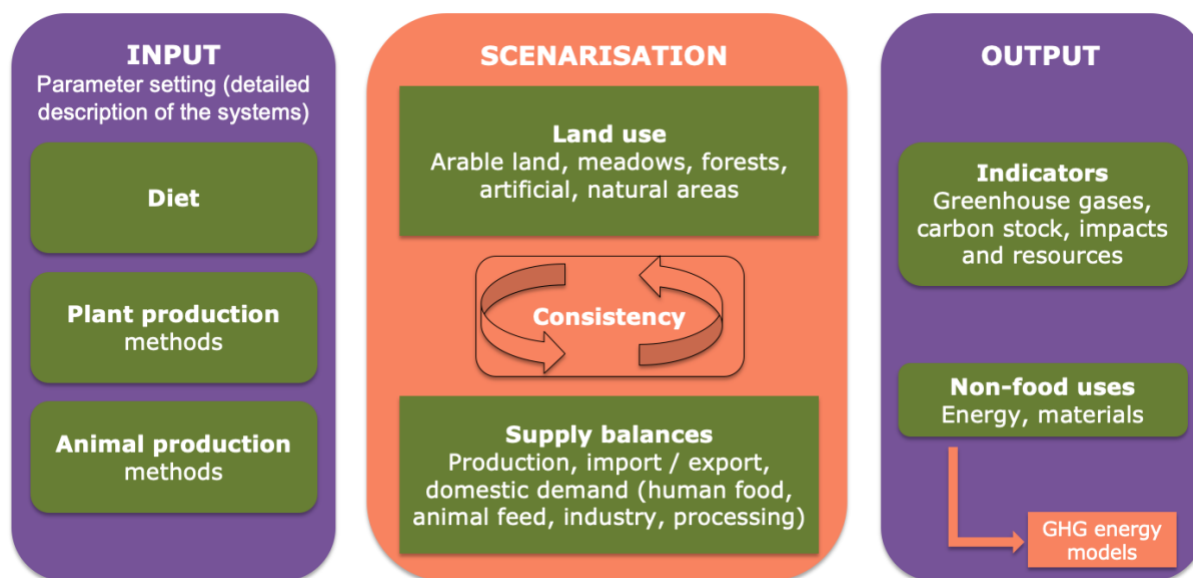 INPUT
Parameter setting (detailed
description of the systems)
Diet
Plant production
methods
Animal production
methods
SCENARISATION
Land use
Arable land, meadows, forests,
artificial, natural areas
Consistency
Supply balances
Production, import / export,
domestic demand (human food,
animal feed, industry, processing)
OUTPUT
Indicators
Greenhouse gases,
carbon stock, impacts
and resources
Non-food uses
Energy, materials
GHG energy
models